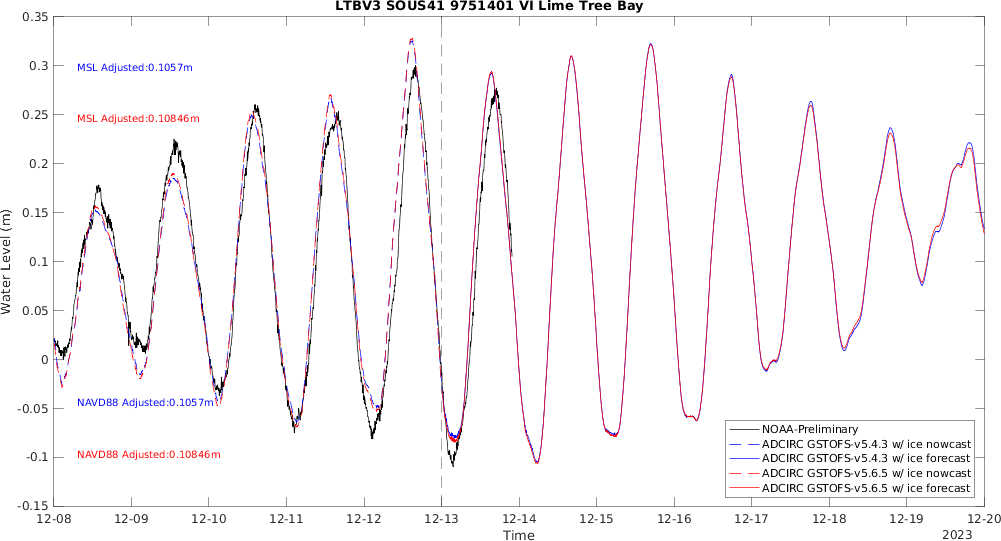 LTBV3 SOUS41 9751401 VI Lime Tree Bay
0.35
0.3
0.25
0.2
0.15
0.1
0.05
0
-0.05
-0.1
-0.15
Water Level (m)
MSL Adjusted:0.1057m
MSL Adjusted:0.10846m
NAVD88 Adjusted:0.1057m
NAVD88 Adjusted:0.10846m
NOAA-Preliminary
ADCIRC GSTOFS-v5.4.3 w/ ice nowcast
ADCIRC GSTOFS-v5.4.3 w/ ice forecast
ADCIRC GSTOFS-v5.6.5 w/ ice nowcast
ADCIRC GSTOFS-v5.6.5 w/ ice forecast
12-08 12-09 12-10 12-11 12-12 12-13 12-14 12-15 12-16 12-17 12-18 12-19 12-20
Time
2023